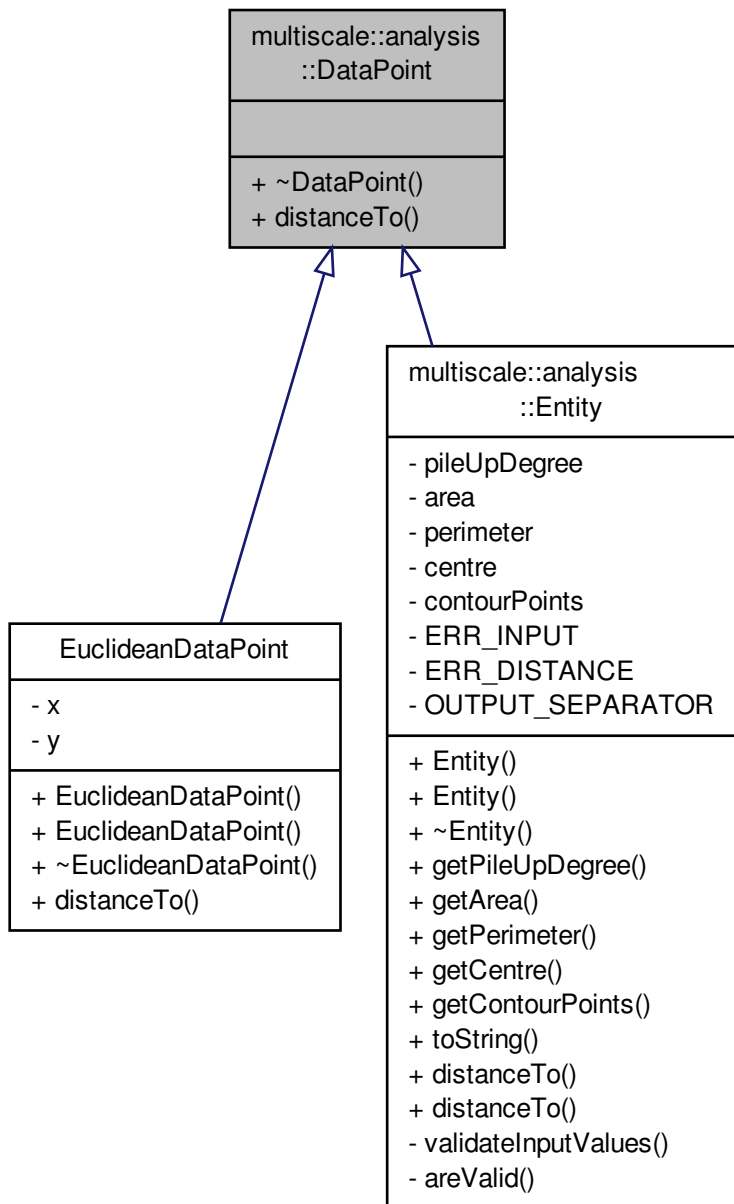 multiscale::analysis
::DataPoint
+ ~DataPoint()
+ distanceTo()
multiscale::analysis
::Entity
- pileUpDegree
- area
- perimeter
- centre
- contourPoints
- ERR_INPUT
- ERR_DISTANCE
- OUTPUT_SEPARATOR
+ Entity()
+ Entity()
+ ~Entity()
+ getPileUpDegree()
+ getArea()
+ getPerimeter()
+ getCentre()
+ getContourPoints()
+ toString()
+ distanceTo()
+ distanceTo()
- validateInputValues()
- areValid()
EuclideanDataPoint
- x
- y
+ EuclideanDataPoint()
+ EuclideanDataPoint()
+ ~EuclideanDataPoint()
+ distanceTo()